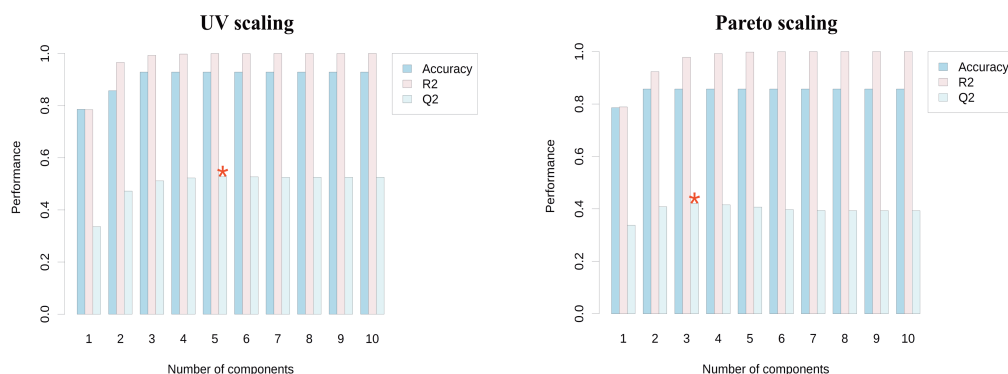 UV scaling
Performance
1.0
0.8
0.6
0.4
0.2
0.0
1 2 3 4 5 6 7 8 9 10
Number of components
Accuracy
R2
Q2
*
Pareto scaling
Performance
1.0
0.8
0.6
0.4
0.2
0.0
1 2 3 4 5 6 7 8 9 10
Number of components
Accuracy
R2
Q2
*